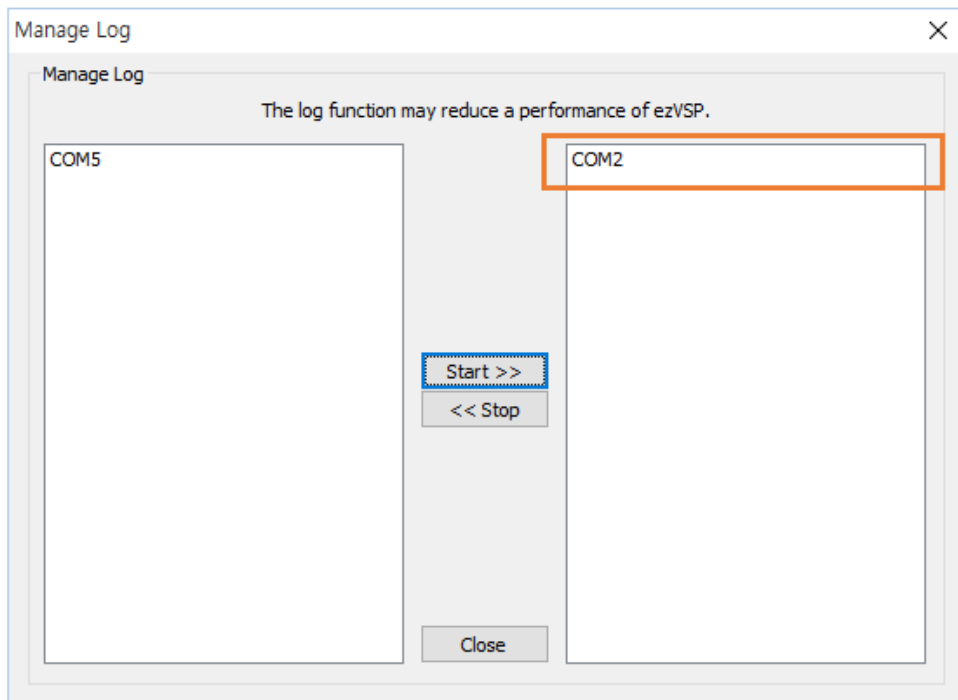 Manage Log
Manage Log
The log function may reduce a performance of ezVSP.
COM5
COM2
Start >>
<< Stop
Close